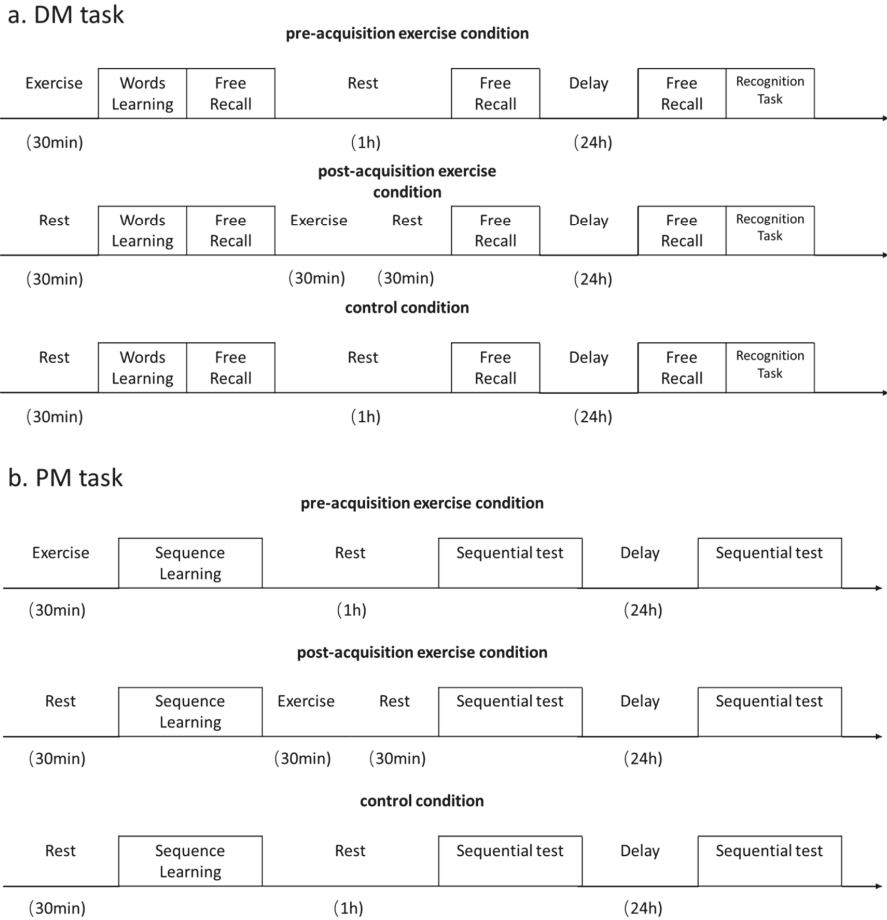 a. DM task
pre-acquisition exercise condition
Exercise Words Free Rest Free Delay Free Recognition
Learning Recall Recall Recall Task
(30min) (1h) (24h)
post-acquisition exercise
condition
Rest Words Free Exercise Rest Free Delay Free Recognition
Learning Recall Recall Recall Task
(30min) (30min) (30min) (24h)
control condition
Rest Words Free Rest Free Delay Free Recognition
Learning Recall Recall Recall Task
(30min) (1h) (24h)
b. PM task
pre-acquisition exercise condition
Exercise Sequence Rest Sequential test Delay Sequential test
Learning
(30min) (1h) (24h)
post-acquisition exercise condition
Rest Sequence Exercise Rest Sequential test Delay Sequential test
Learning
(30min) (30min) (30min) (24h)
control condition
Rest Sequence Rest Sequential test Delay Sequential test
Learning
(30min) (1h) (24h)